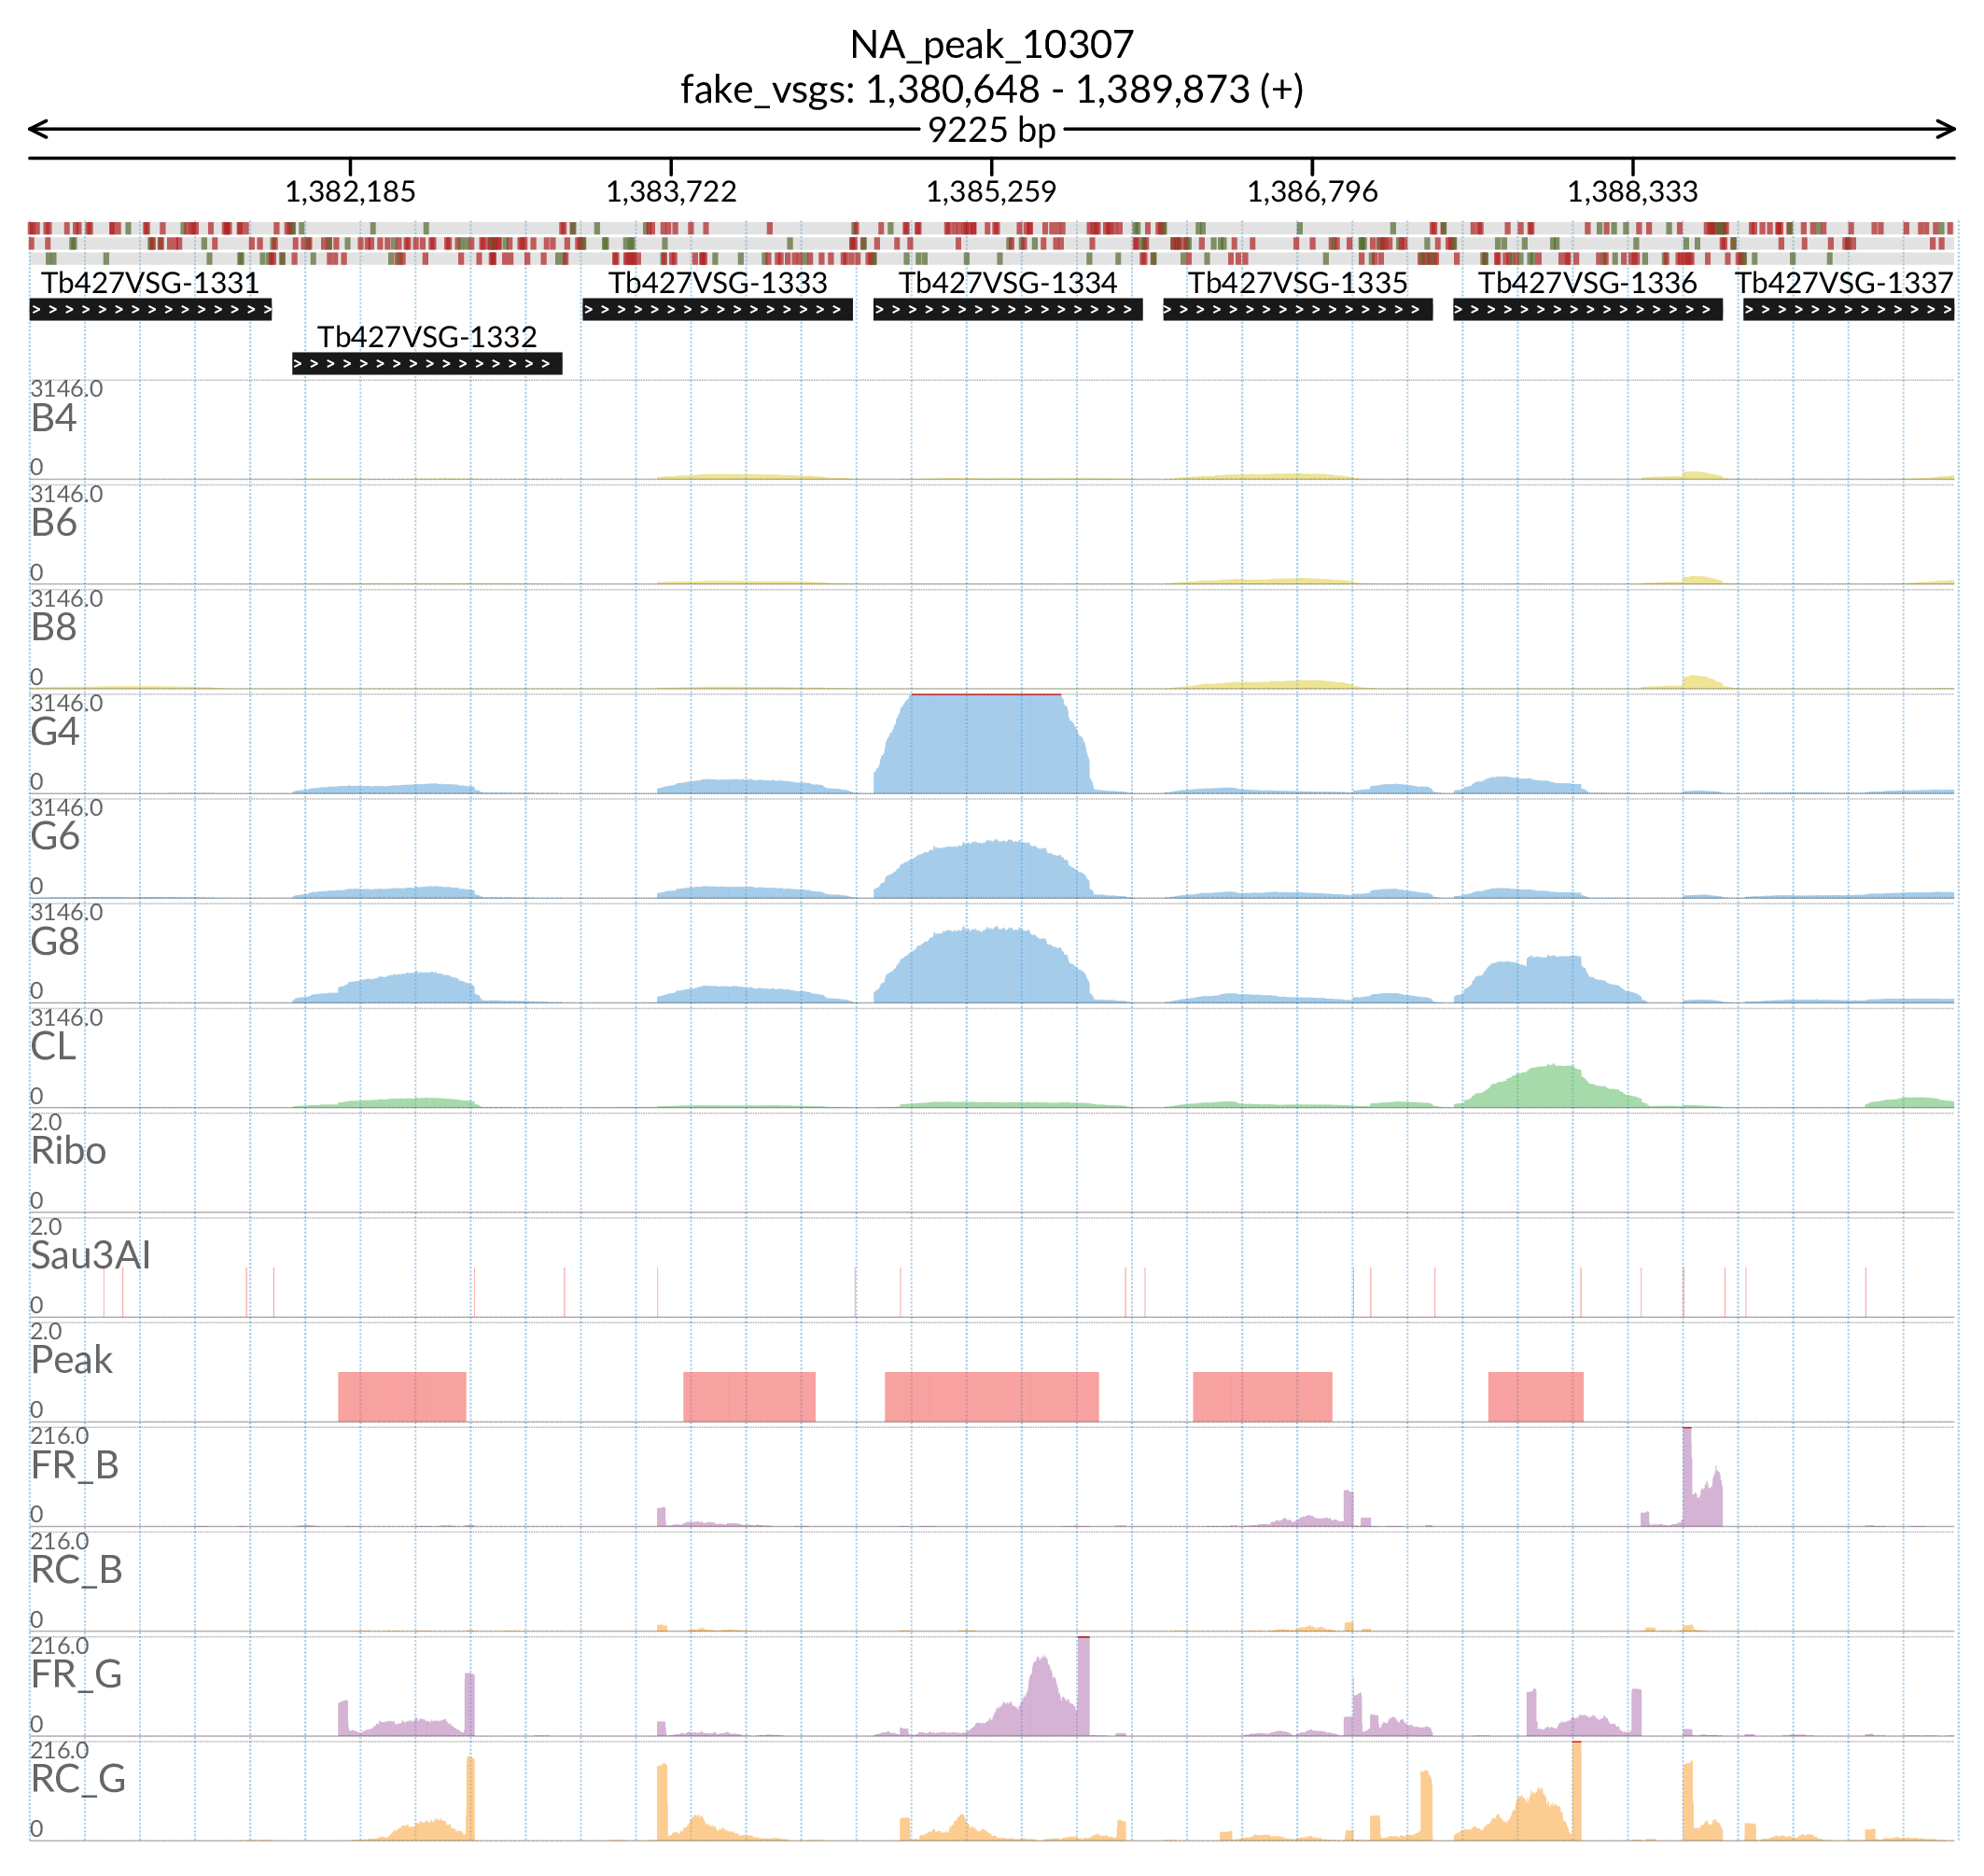 NA_peak_10307
fake_vsgs: 1,380,648 - 1,389,873 (+)
9225 bp
1,382,185 1,383,722 1,385,259 1,386,796 1,388,333
Tb427VSG-1331 Tb427VSG-1333 Tb427VSG-1334 Tb427VSG-1335 Tb427VSG-1336 Tb427VSG-1337
Tb427VSG-1332
3146.0
B4
0
3146.0
B6
0
3146.0
B8
0
3146.0
G4
0
3146.0
G6
0
3146.0
G8
0
3146.0
CL
0
2.0
Ribo
0
2.0
Sau3AI
0
2.0
Peak
0
216.0
FR_B
0
216.0
RC_B
0
216.0
FR_G
0
216.0
RC_G
0